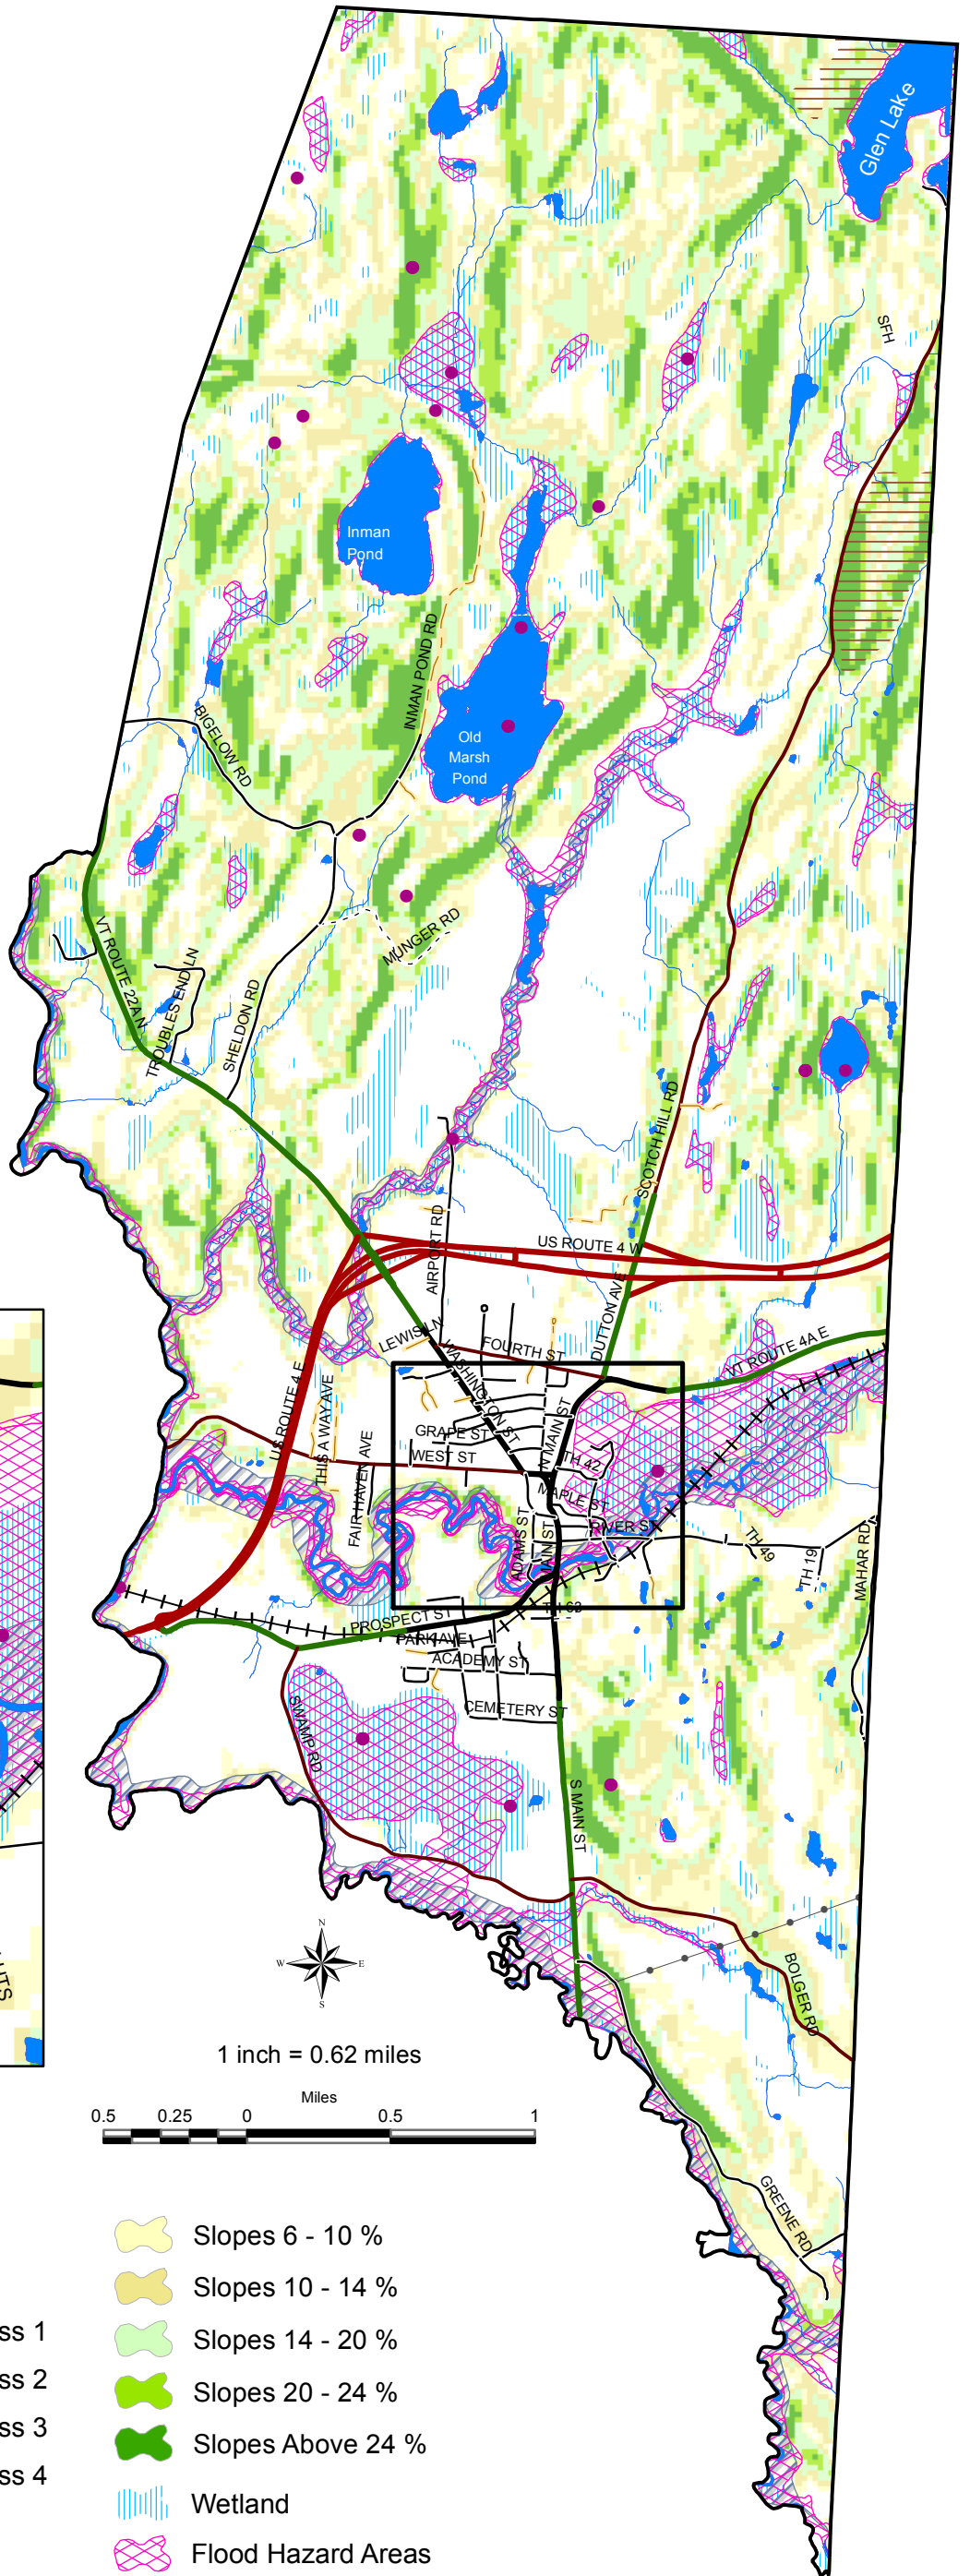 Glen Lake
SFH
Inman
Pond
INMAN POND RD
BIGELOW RD
Old
Marsh
Pond
MUNGER RD
VT ROUTE 22A N
TROUBLES END LN
SHELDON RD
SCOTCH HILL RD
AIRPORT RD
US ROUTE 4 W
DUTTON AVE
LEWIS LN
WASHINGTON ST
FOURTH ST
VT ROUTE 4A E
US ROUTE 4 E
THIS A WAY AVE
FAIR HAVEN AVE
GRAPE ST
WEST ST
N MAIN ST
TH 42
MAPLE ST
RIVER ST
ADAMS ST
MAIN ST
TH 49
TH 19
MAHAR RD
PROSPECT ST
PARK AVE
ACADEMY ST
CEMETERY ST
SWAMP RD
S MAIN ST
BOLGER RD
N
W
E
S
1 inch = 0.62 miles
Miles
0.5 0.25 0 0.5 1
GREENE RD
Slopes 6 - 10 %
Slopes 10 - 14 %
ss 1
Slopes 14 - 20 %
ss 2
Slopes 20 - 24 %
ss 3
Slopes Above 24 %
ss 4
Wetland
Flood Hazard Areas